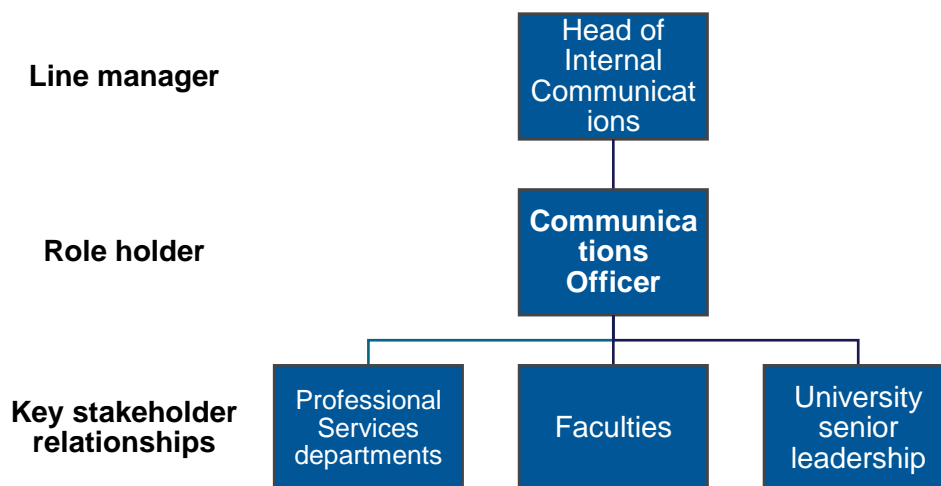 Line manager
Head of
Internal
Communicat
ions
Role holder
Communica
tions
Officer
Key stakeholder
relationships
Professional
Services
departments
Faculties
University
senior
leadership